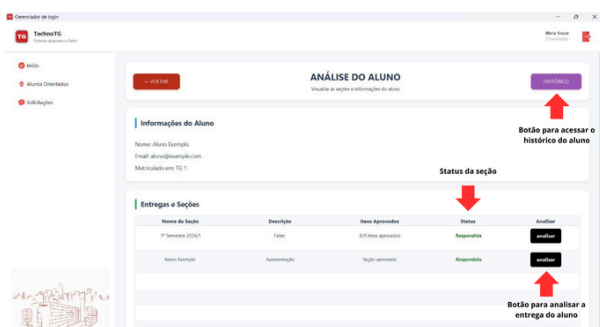 Gerenciador de login
TG
TechnoTG
Sistema Acadêmico Fatec
Maria Souza
Orientador
Início
Alunos Orientados
Solicitações
← VOLTAR
ANÁLISE DO ALUNO
Visualize as seções e informações do aluno
HISTÓRICO
Botão para acessar o
histórico do aluno
Informações do Aluno
Nome: Aluno Exemplo
Email: aluno@example.com
Matriculado em: TG 1
Status da seção
Entregas e Seções
Nome da Seção Descrição Itens Aprovados Status Analisar
1º Semestre 2024/1 Fatec 8/9 itens aprovados Respondida analisar
Aluno Exemplo Apresentação Seção aprovada! Respondida analisar
Botão para analisar a
entrega do aluno